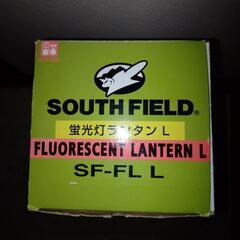 SOUTH FIELD®
蛍光灯ランタン L
FLUORESCENT LANTERN L
SF-FL L